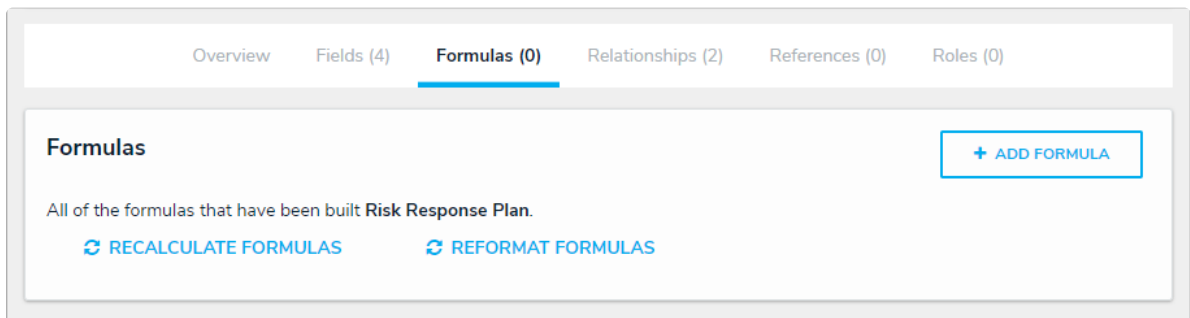 Overview Fields (4) Formulas (0) Relationships (2) References (0) Roles (0)
Formulas
+ ADD FORMULA
All of the formulas that have been built Risk Response Plan.
RECALCULATE FORMULAS REFORMAT FORMULAS